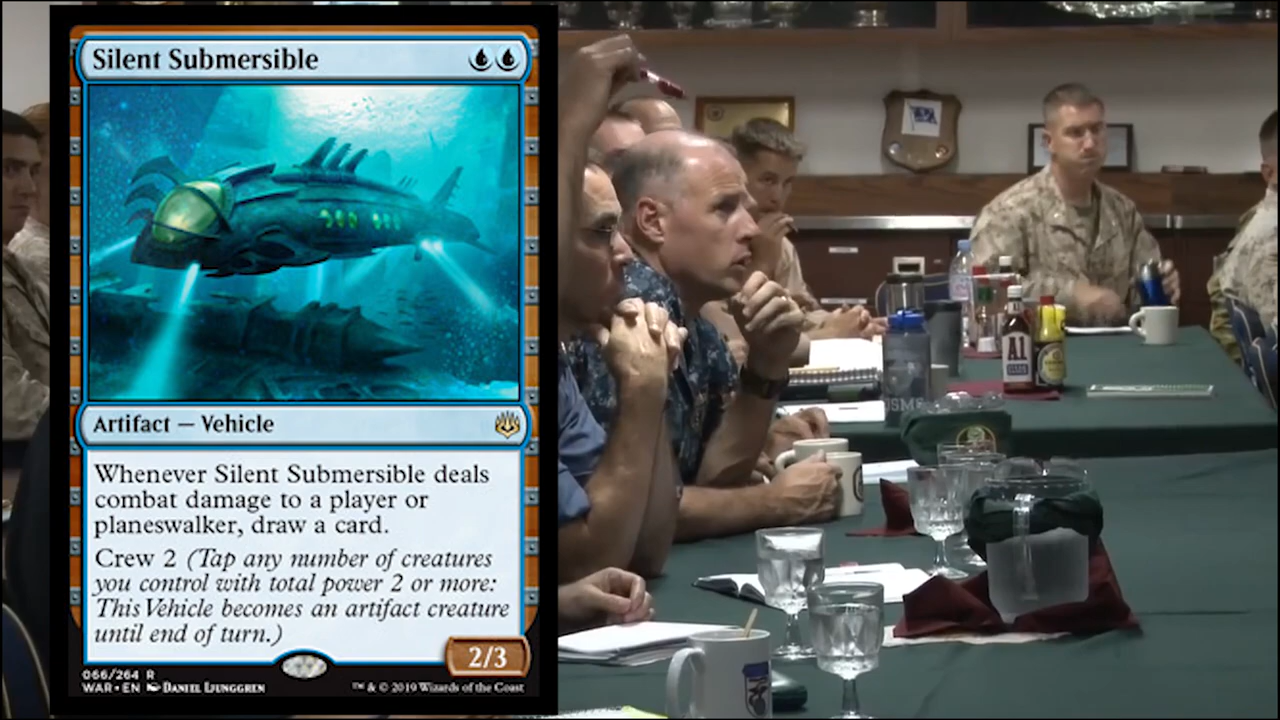 Silent Submersible
Artifact — Vehicle
Whenever Silent Submersible deals
combat damage to a player or
planeswalker, draw a card.
Crew 2 (Tap any number of creatures
you control with total power 2 or more:
This Vehicle becomes an artifact creature
until end of turn.)
2/3
066/264 R
WAR • EN Daniel Ljunggren
™ & © 2019 Wizards of the Coast
A1
USMC